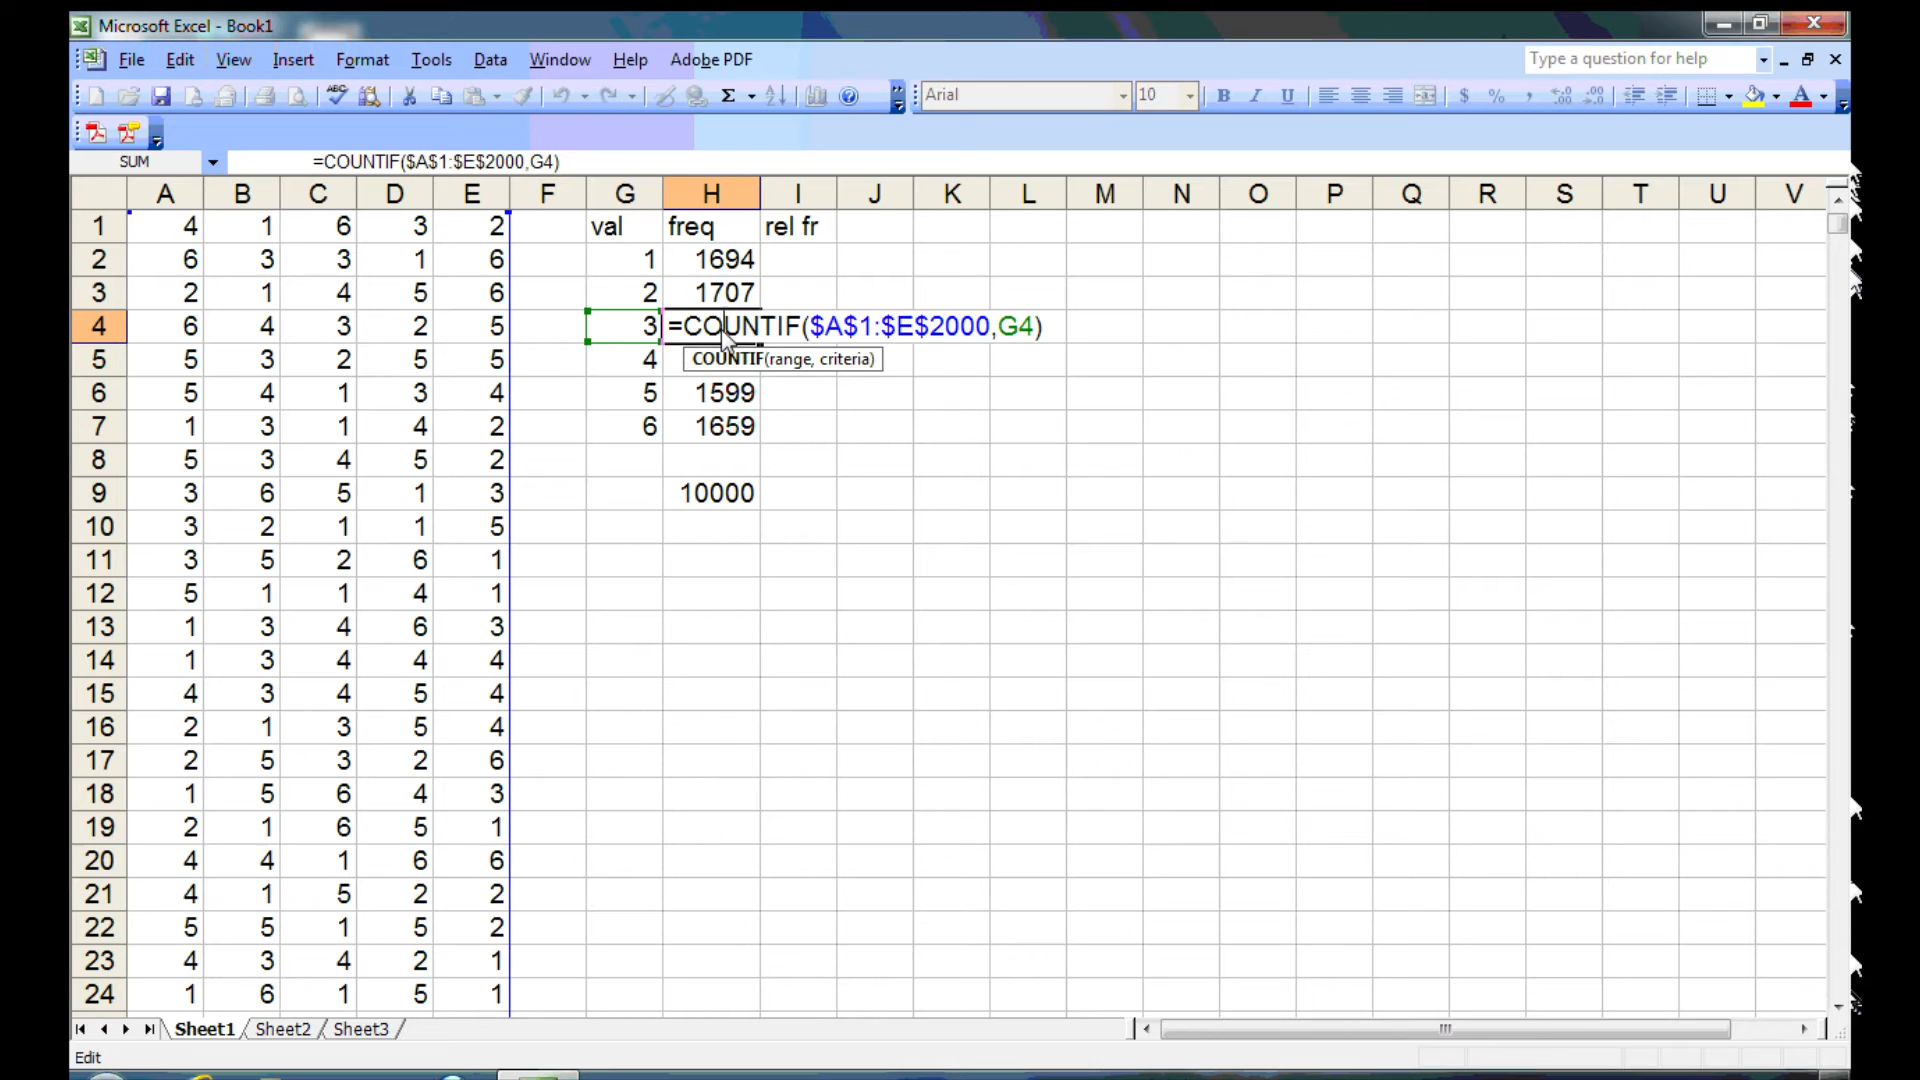 Microsoft Excel - Book1
File Edit View Insert Format Tools Data Window Help Adobe PDF Type a question for help
Arial 10 B I U $ % ,
SUM =COUNTIF($A$1:$E$2000,G4)
A B C D E F G H I J K L M N O P Q R S T U V
1 4 1 6 3 2 val freq rel fr
2 6 3 3 1 6 1 1694
3 2 1 4 5 6 2 1707
4 6 4 3 2 5 3 =COUNTIF($A$1:$E$2000,G4)
5 5 3 2 5 5 4 COUNTIF(range, criteria)
6 5 4 1 3 4 5 1599
7 1 3 1 4 2 6 1659
8 5 3 4 5 2
9 3 6 5 1 3 10000
10 3 2 1 1 5
11 3 5 2 6 1
12 5 1 1 4 1
13 1 3 4 6 3
14 1 3 4 4 4
15 4 3 4 5 4
16 2 1 3 5 4
17 2 5 3 2 6
18 1 5 6 4 3
19 2 1 6 5 1
20 4 4 1 6 6
21 4 1 5 2 2
22 5 5 1 5 2
23 4 3 4 2 1
24 1 6 1 5 1
Sheet1 Sheet2 Sheet3
Edit